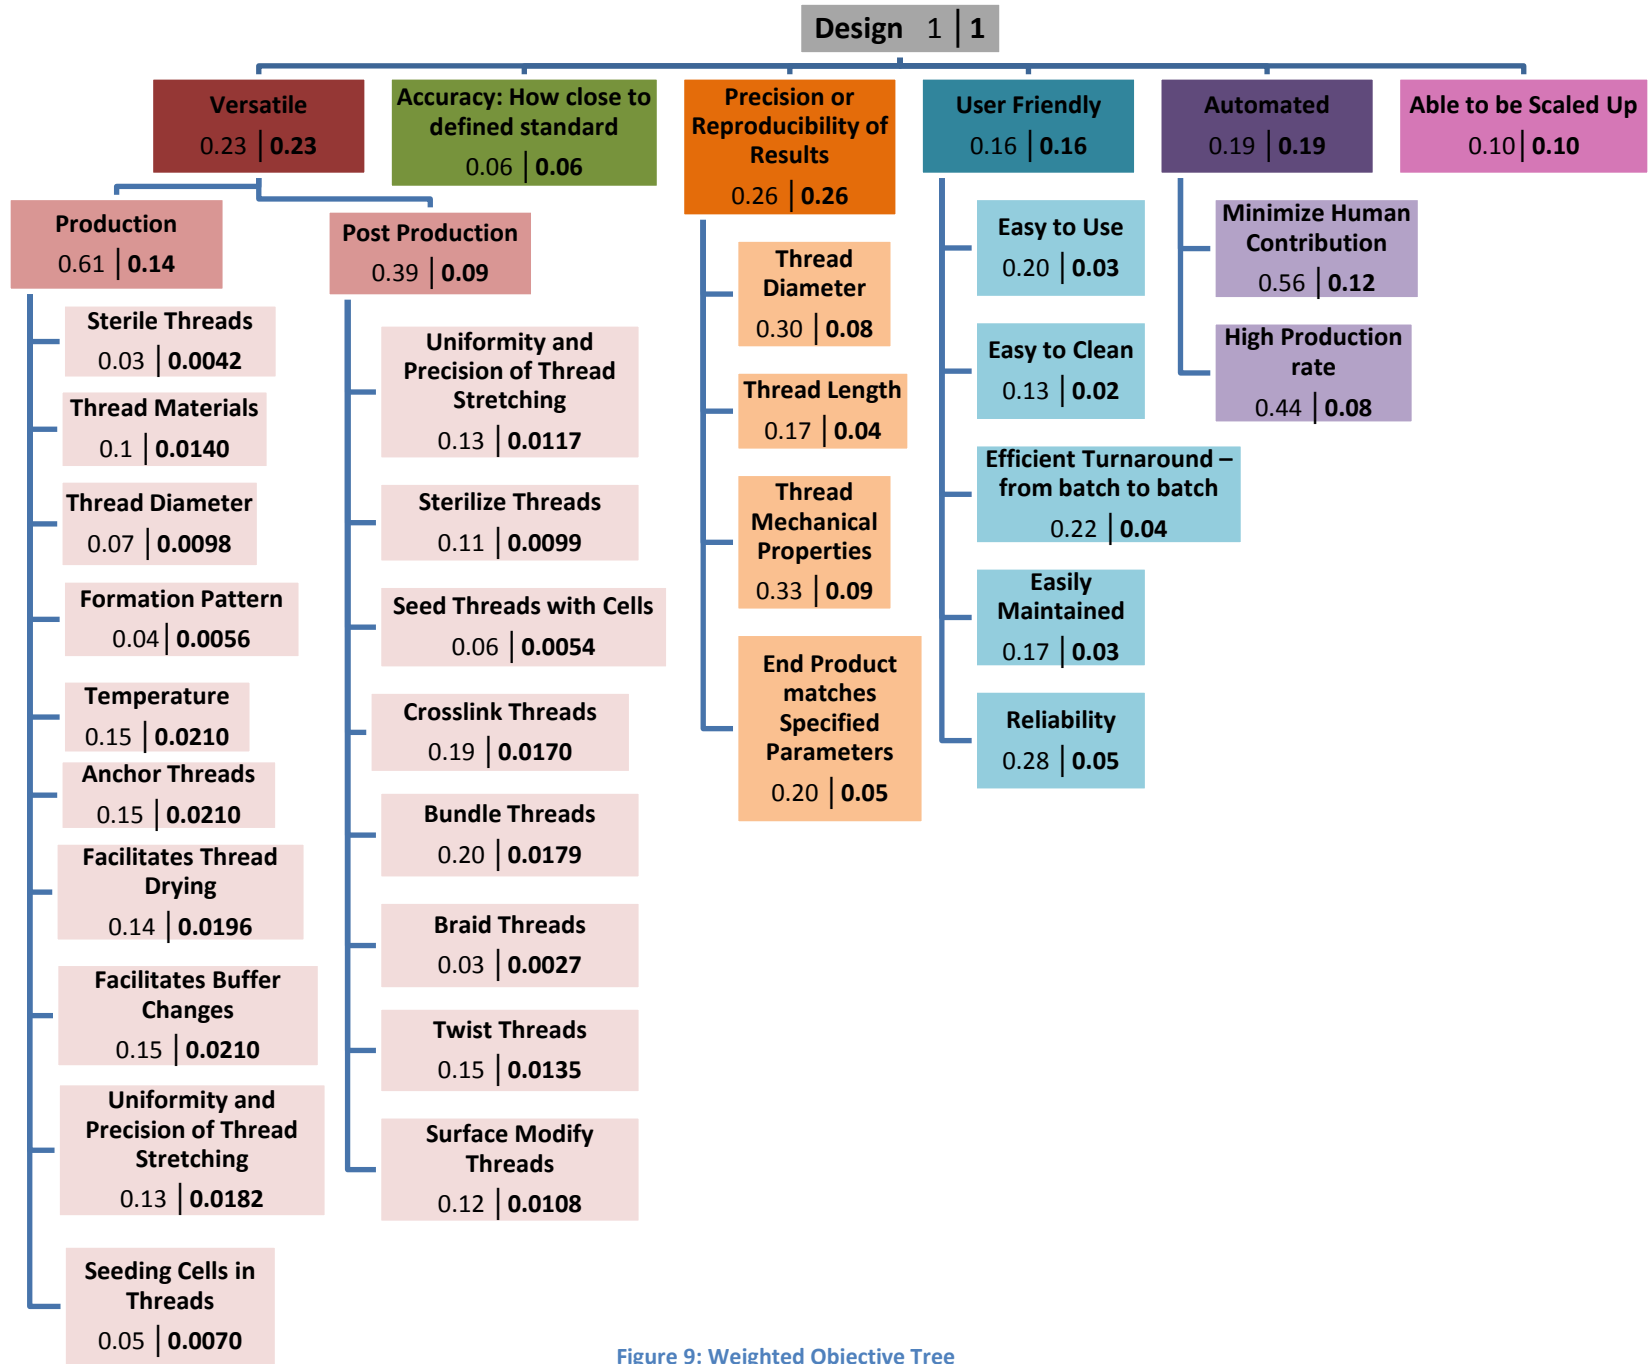 Design 1 | 1
Versatile
0.23 | 0.23
Accuracy: How close to
defined standard
0.06 | 0.06
Precision or
Reproducibility of
Results
0.26 | 0.26
User Friendly
0.16 | 0.16
Automated
0.19 | 0.19
Able to be Scaled Up
0.10 | 0.10
Production
0.61 | 0.14
Sterile Threads
0.03 | 0.0042
Thread Materials
0.1 | 0.0140
Thread Diameter
0.07 | 0.0098
Formation Pattern
0.04 | 0.0056
Temperature
0.15 | 0.0210
Anchor Threads
0.15 | 0.0210
Facilitates Thread
Drying
0.14 | 0.0196
Facilitates Buffer
Changes
0.15 | 0.0210
Uniformity and
Precision of Thread
Stretching
0.13 | 0.0182
Seeding Cells in
Threads
0.05 | 0.0070
Post Production
0.39 | 0.09
Uniformity and
Precision of Thread
Stretching
0.13 | 0.0117
Sterilize Threads
0.11 | 0.0099
Seed Threads with Cells
0.06 | 0.0054
Crosslink Threads
0.19 | 0.0170
Bundle Threads
0.20 | 0.0179
Braid Threads
0.03 | 0.0027
Twist Threads
0.15 | 0.0135
Surface Modify
Threads
0.12 | 0.0108
Thread
Diameter
0.30 | 0.08
Thread Length
0.17 | 0.04
Thread
Mechanical
Properties
0.33 | 0.09
End Product
matches
Specified
Parameters
0.20 | 0.05
Easy to Use
0.20 | 0.03
Easy to Clean
0.13 | 0.02
Efficient Turnaround –
from batch to batch
0.22 | 0.04
Easily
Maintained
0.17 | 0.03
Reliability
0.28 | 0.05
Minimize Human
Contribution
0.56 | 0.12
High Production
rate
0.44 | 0.08
Figure 9: Weighted Objective Tree